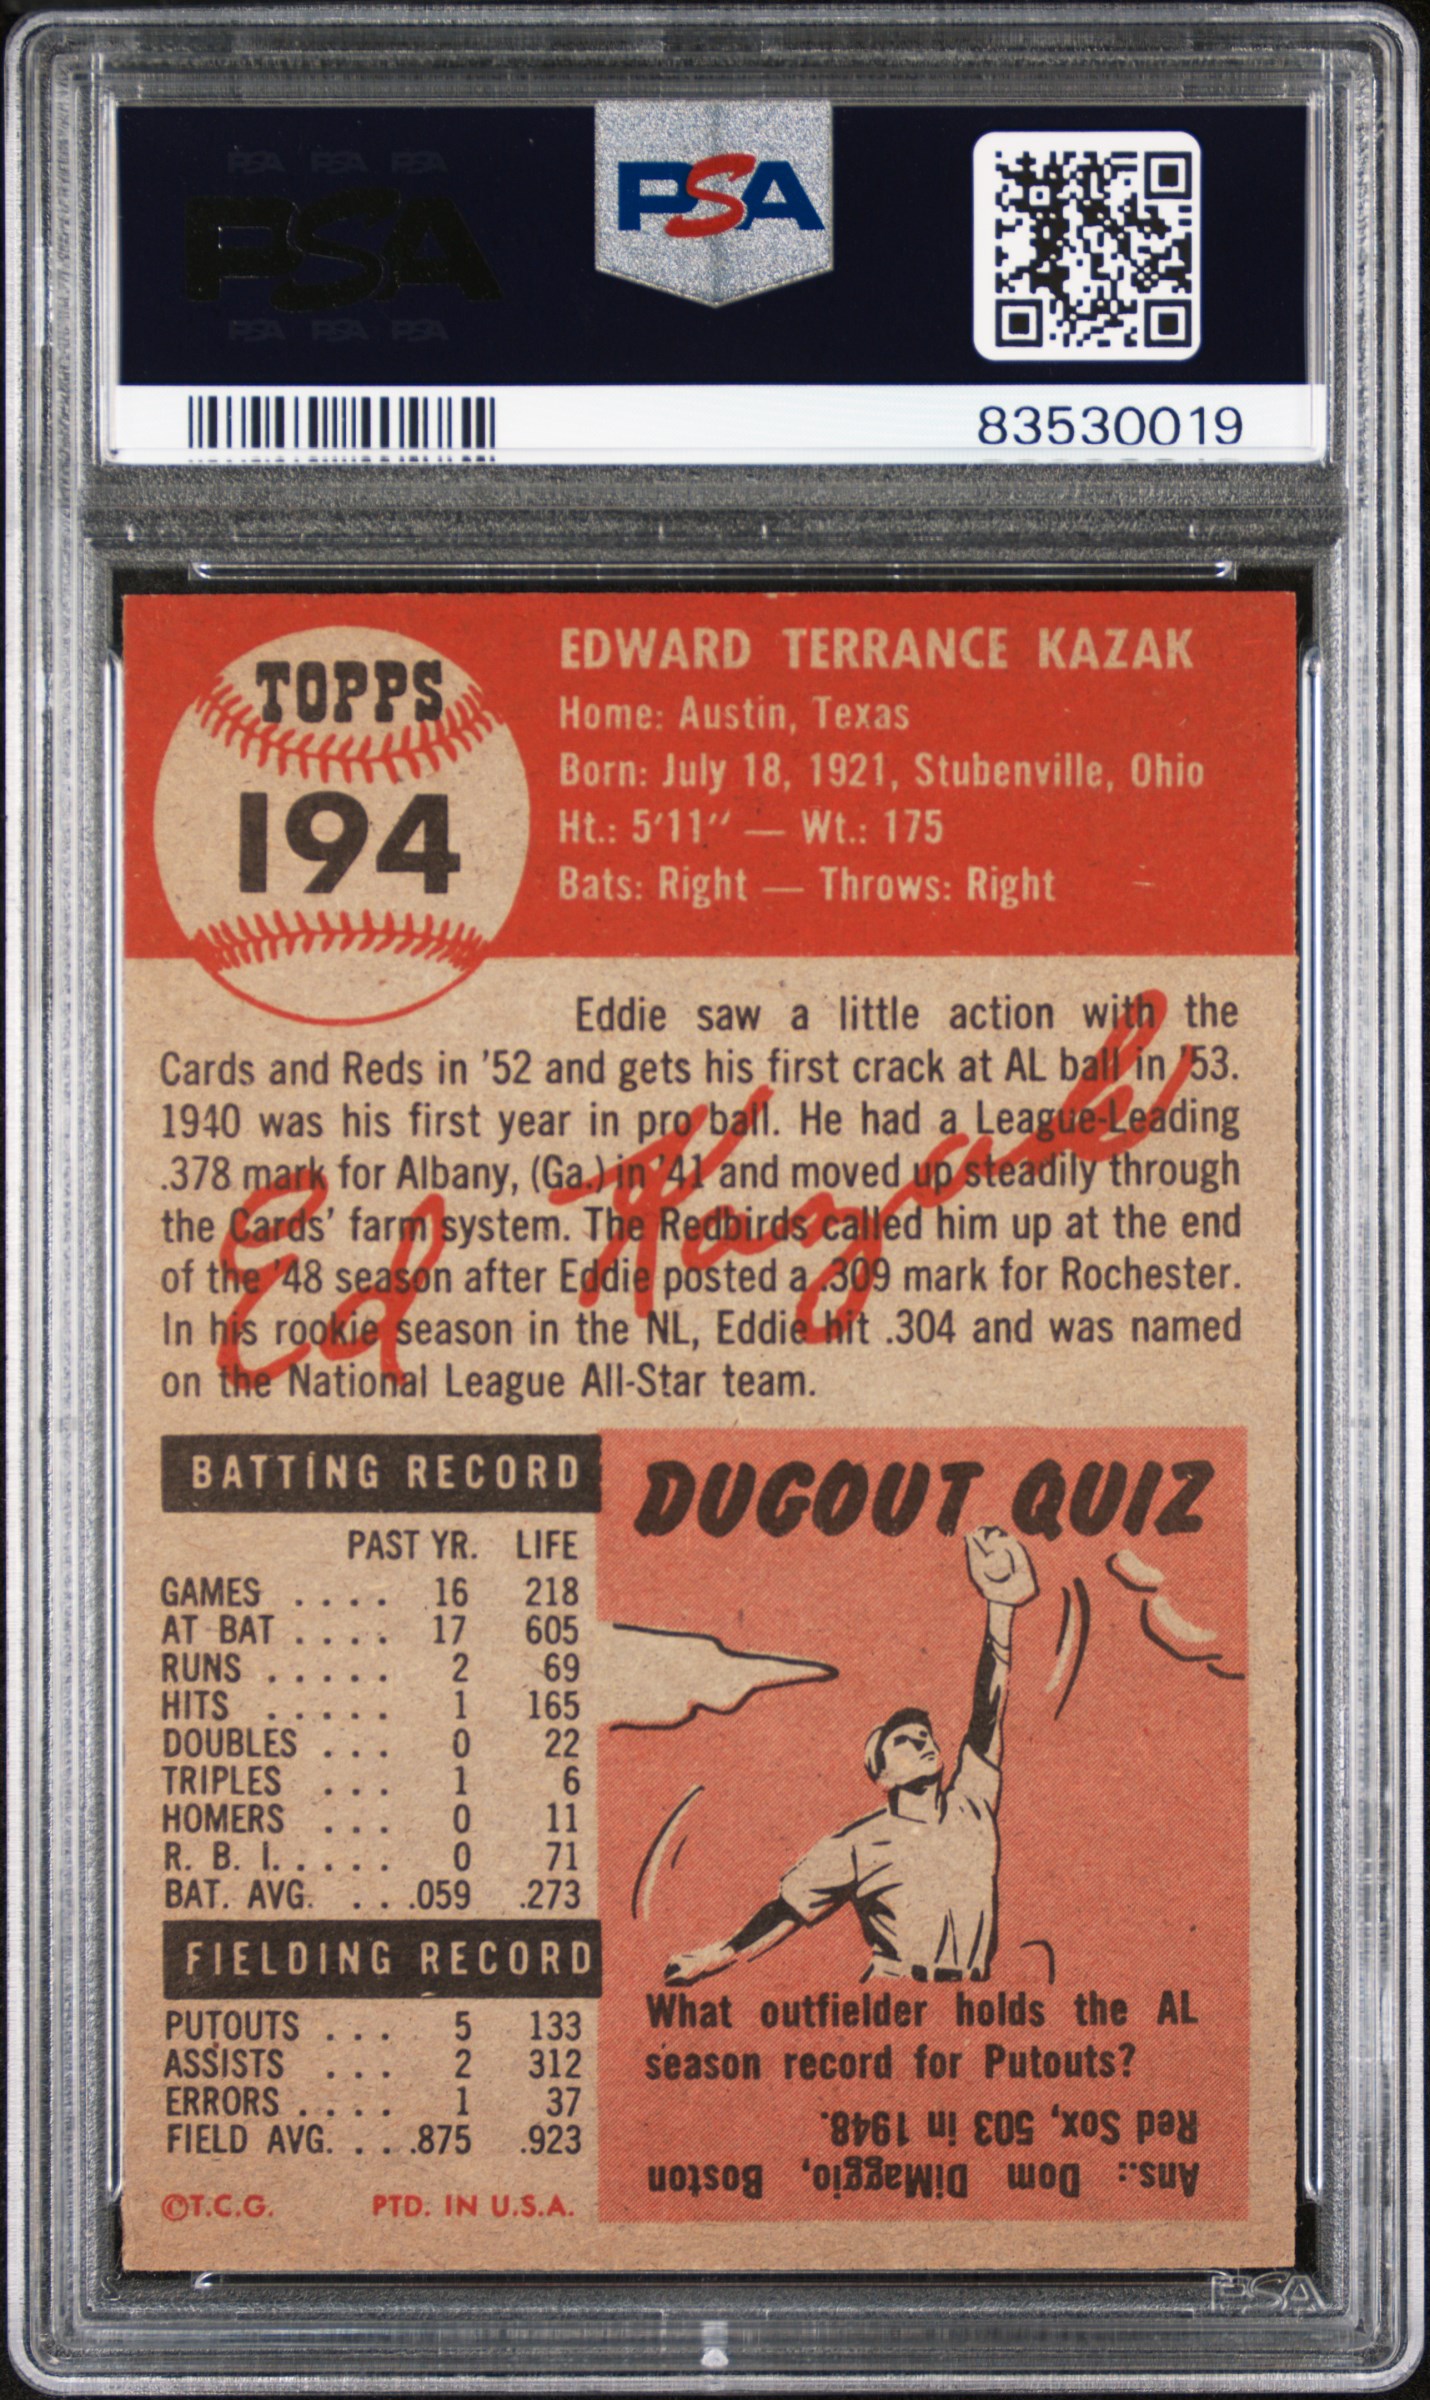 PSA PSA PSA
PSA
PSA PSA PSA
PSA
83530019
TOPPS
194
EDWARD TERRANCE KAZAK
Home: Austin, Texas
Born: July 18, 1921, Stubenville, Ohio
Ht.: 5'11" — Wt.: 175
Bats: Right — Throws: Right
Eddie saw a little action with the
Cards and Reds in '52 and gets his first crack at AL ball in '53.
1940 was his first year in pro ball. He had a League-Leading
.378 mark for Albany, (Ga.) in '41 and moved up steadily through
the Cards' farm system. The Redbirds called him up at the end
of the '48 season after Eddie posted a .309 mark for Rochester.
In his rookie season in the NL, Eddie hit .304 and was named
on the National League All-Star team.
Ed Kazak
BATTING RECORD
PAST YR. LIFE
GAMES .... 16 218
AT BAT .... 17 605
RUNS ..... 2 69
HITS ..... 1 165
DOUBLES ... 0 22
TRIPLES ... 1 6
HOMERS ... 0 11
R. B. I. .... 0 71
BAT. AVG. ... .059 .273
FIELDING RECORD
PUTOUTS ... 5 133
ASSISTS ... 2 312
ERRORS .... 1 37
FIELD AVG. ... .875 .923
©T.C.G. PTD. IN U.S.A.
DUGOUT QUIZ
What outfielder holds the AL
season record for Putouts?
Ans.: Dom DiMaggio, Boston
Red Sox, 503 in 1948.
PSA